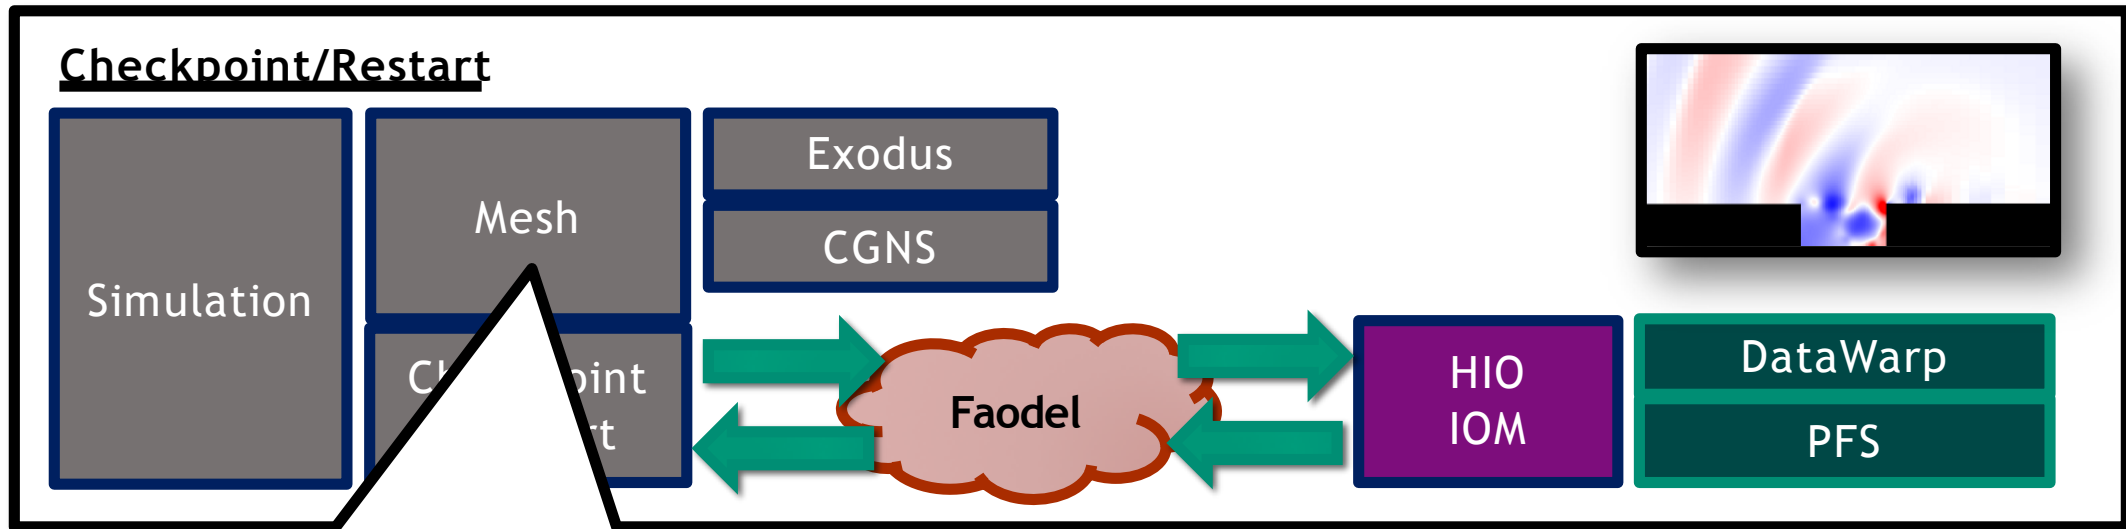 Checkpoint/Restart
Simulation
Mesh
Exodus
CGNS
Faodel
HIO
IOM
DataWarp
PFS